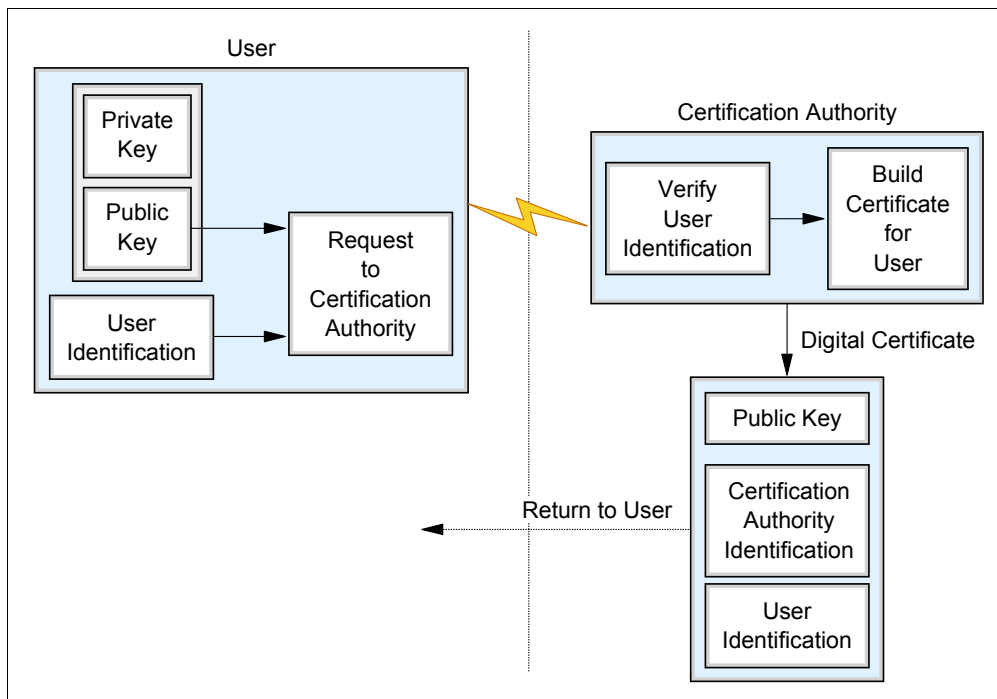 User
Private
Key
Public
Key
User
Identification
Request
to
Certification
Authority
Certification Authority
Verify
User
Identification
Build
Certificate
for
User
Digital Certificate
Public Key
Certification
Authority
Identification
User
Identification
Return to User